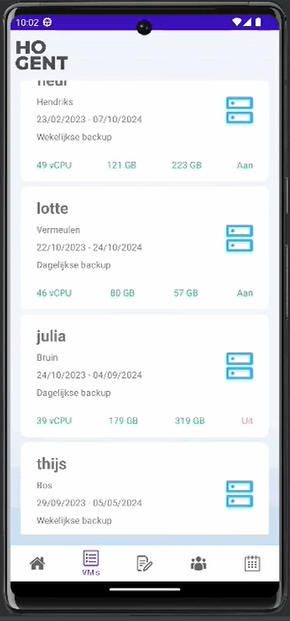 10:02
HO
GENT
fleur
Hendriks
23/02/2023 - 07/10/2024
Wekelijkse backup
49 vCPU 121 GB 223 GB Aan
lotte
Vermeulen
22/10/2023 - 24/10/2024
Dagelijkse backup
46 vCPU 80 GB 57 GB Aan
julia
Bruin
24/10/2023 - 04/09/2024
Dagelijkse backup
39 vCPU 179 GB 319 GB Uit
thijs
Bos
29/09/2023 - 05/05/2024
Wekelijkse backup
VMs